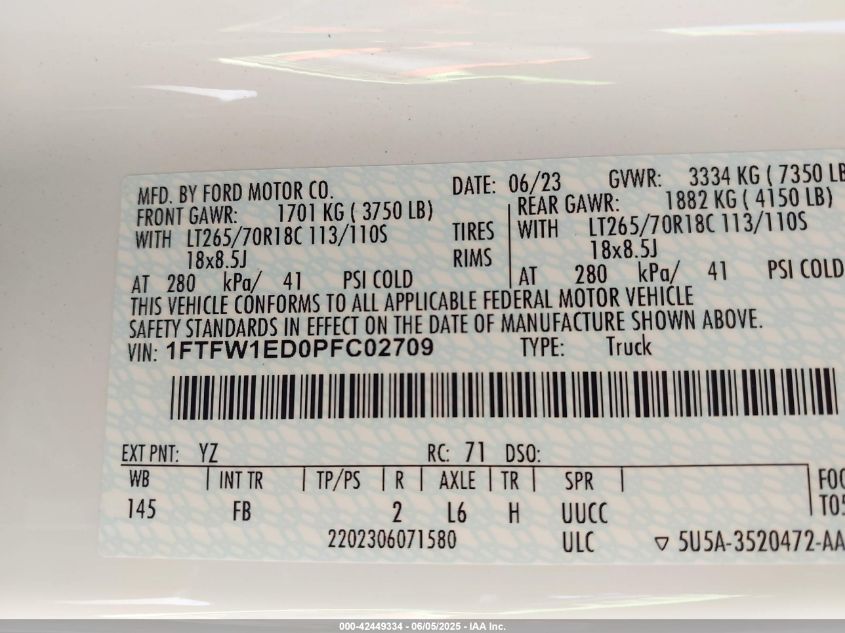 MFD. BY FORD MOTOR CO. DATE: 06/23 GVWR: 3334 KG ( 7350 LB
FRONT GAWR: 1701 KG ( 3750 LB) REAR GAWR: 1882 KG ( 4150 LB)
WITH LT265/70R18C 113/110S TIRES WITH LT265/70R18C 113/110S
18x8.5J RIMS 18x8.5J
AT 280 kPa/ 41 PSI COLD AT 280 kPa/ 41 PSI COLD
THIS VEHICLE CONFORMS TO ALL APPLICABLE FEDERAL MOTOR VEHICLE
SAFETY STANDARDS IN EFFECT ON THE DATE OF MANUFACTURE SHOWN ABOVE.
VIN: 1FTFW1ED0PFC02709 TYPE: Truck
EXT PNT: YZ RC: 71 DSO:
WB INT TR TP/PS R AXLE TR SPR FOC
145 FB 2 L6 H UUCC T05
2202306071580 ULC ▽ 5U5A-3520472-AA
000-42449334 - 06/05/2025 - IAA Inc.